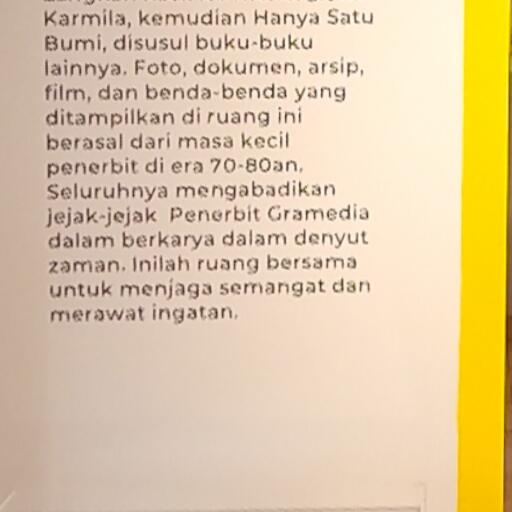 Karmila, kemudian Hanya Satu
Bumi, disusul buku-buku
lainnya. Foto, dokumen, arsip,
film, dan benda-benda yang
ditampilkan di ruang ini
berasal dari masa kecil
penerbit di era 70-80an.
Seluruhnya mengabadikan
jejak-jejak Penerbit Gramedia
dalam berkarya dalam denyut
zaman. Inilah ruang bersama
untuk menjaga semangat dan
merawat ingatan.